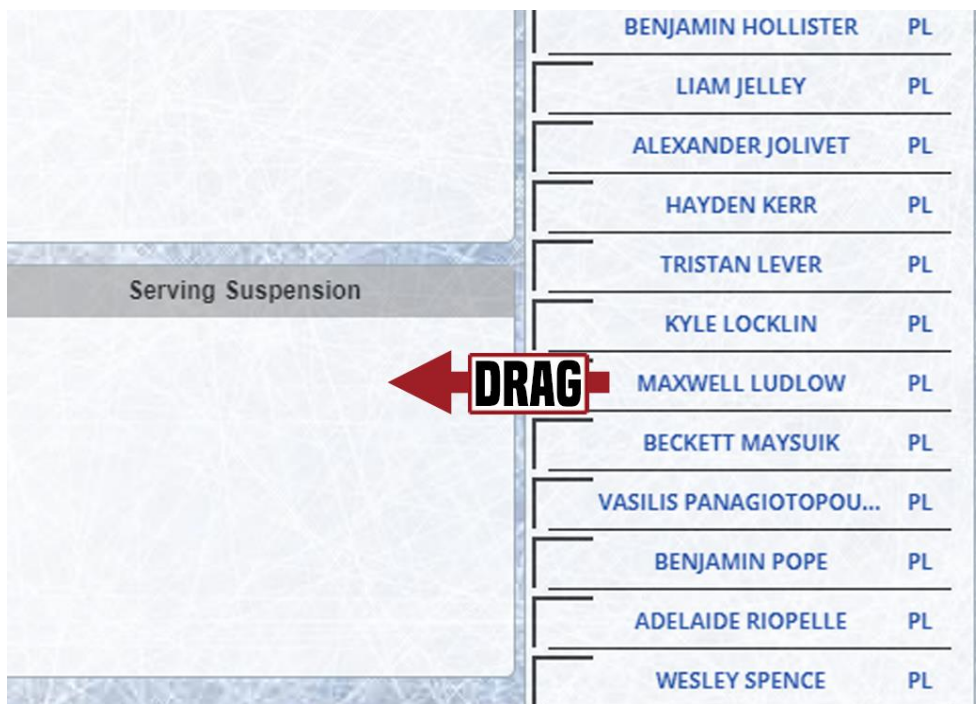 BENJAMIN HOLLISTER PL
LIAM JELLEY PL
ALEXANDER JOLIVET PL
HAYDEN KERR PL
TRISTAN LEVER PL
Serving Suspension
KYLE LOCKLIN PL
DRAG
MAXWELL LUDLOW PL
BECKETT MAYSUIK PL
VASILIS PANAGIOTOPOU... PL
BENJAMIN POPE PL
ADELAIDE RIOPELLE PL
WESLEY SPENCE PL